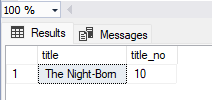 100 %
Results Messages
title title_no
1 The Night-Born 10